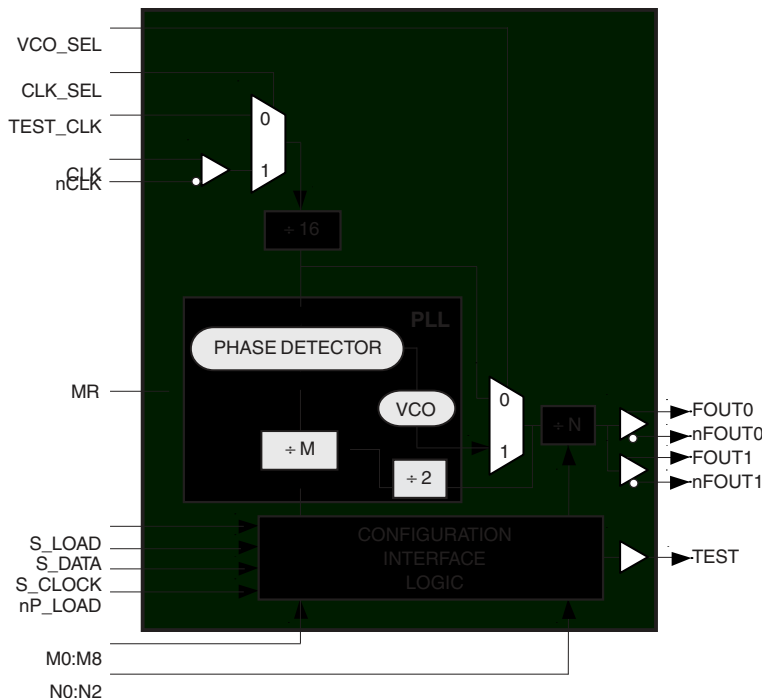 VCO_SEL
CLK_SEL
TEST_CLK
0
CLK
nCLK
1
÷ 16
PLL
PHASE DETECTOR
MR
VCO
0
FOUT0
÷ N
nFOUT0
÷ M
1
FOUT1
÷ 2
nFOUT1
S_LOAD
S_DATA
S_CLOCK
nP_LOAD
CONFIGURATION
INTERFACE
LOGIC
TEST
M0:M8
N0:N2